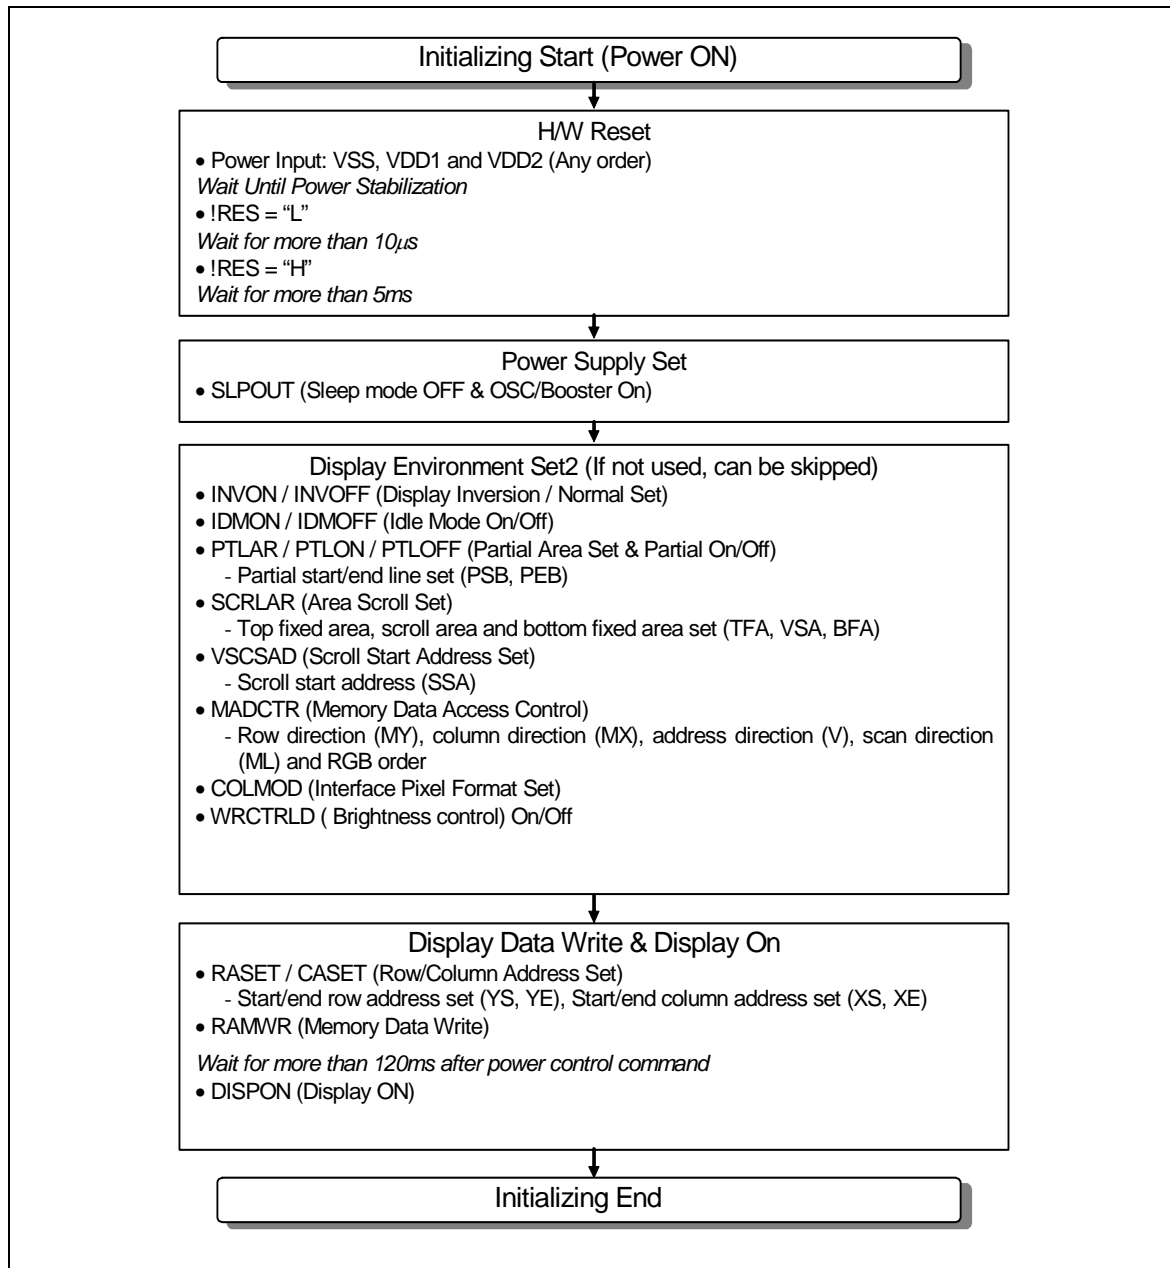 Initializing Start (Power ON)
H/W Reset
• Power Input: VSS, VDD1 and VDD2 (Any order)
Wait Until Power Stabilization
• !RES = “L”
Wait for more than 10μs
• !RES = “H”
Wait for more than 5ms
Power Supply Set
• SLPOUT (Sleep mode OFF & OSC/Booster On)
Display Environment Set2 (If not used, can be skipped)
• INVON / INVOFF (Display Inversion / Normal Set)
• IDMON / IDMOFF (Idle Mode On/Off)
• PTLAR / PTLON / PTLOFF (Partial Area Set & Partial On/Off)
- Partial start/end line set (PSB, PEB)
• SCRLAR (Area Scroll Set)
- Top fixed area, scroll area and bottom fixed area set (TFA, VSA, BFA)
• VSCSAD (Scroll Start Address Set)
- Scroll start address (SSA)
• MADCTR (Memory Data Access Control)
- Row direction (MY), column direction (MX), address direction (V), scan direction
(ML) and RGB order
• COLMOD (Interface Pixel Format Set)
• WRCTRLD ( Brightness control) On/Off
Display Data Write & Display On
• RASET / CASET (Row/Column Address Set)
- Start/end row address set (YS, YE), Start/end column address set (XS, XE)
• RAMWR (Memory Data Write)
Wait for more than 120ms after power control command
• DISPON (Display ON)
Initializing End